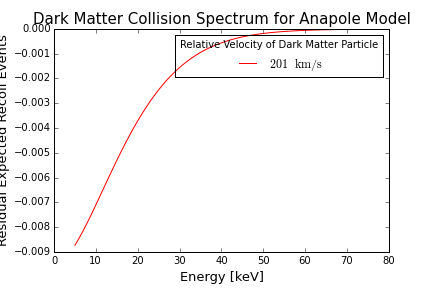 Dark Matter Collision Spectrum for Anapole Model
Relative Velocity of Dark Matter Particle
201 km/s
0.000
−0.001
−0.002
−0.003
−0.004
−0.005
−0.006
−0.007
−0.008
−0.009
Residual Expected Recoil Events
0 10 20 30 40 50 60 70 80
Energy [keV]